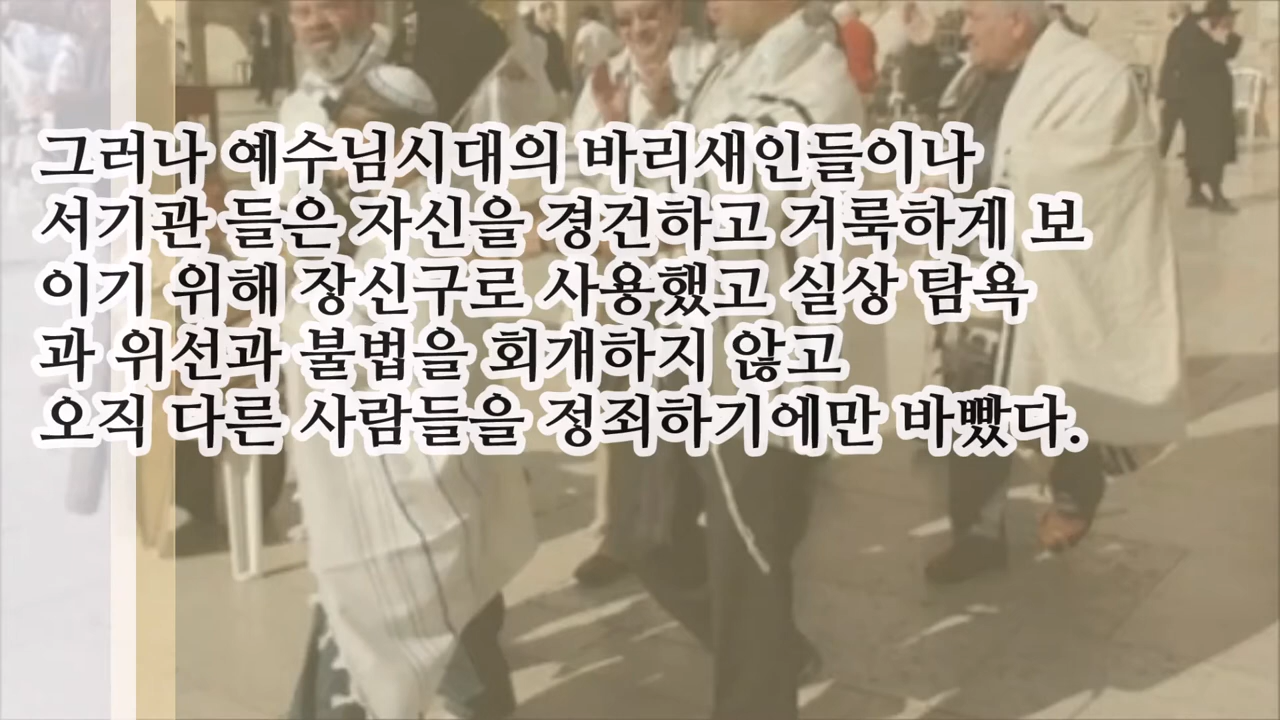 그러나 예수님시대의 바리새인들이나
서기관 들은 자신을 경건하고 거룩하게 보
이기 위해 장신구로 사용했고 실상 탐욕
과 위선과 불법을 회개하지 않고
오직 다른 사람들을 정죄하기에만 바빴다.